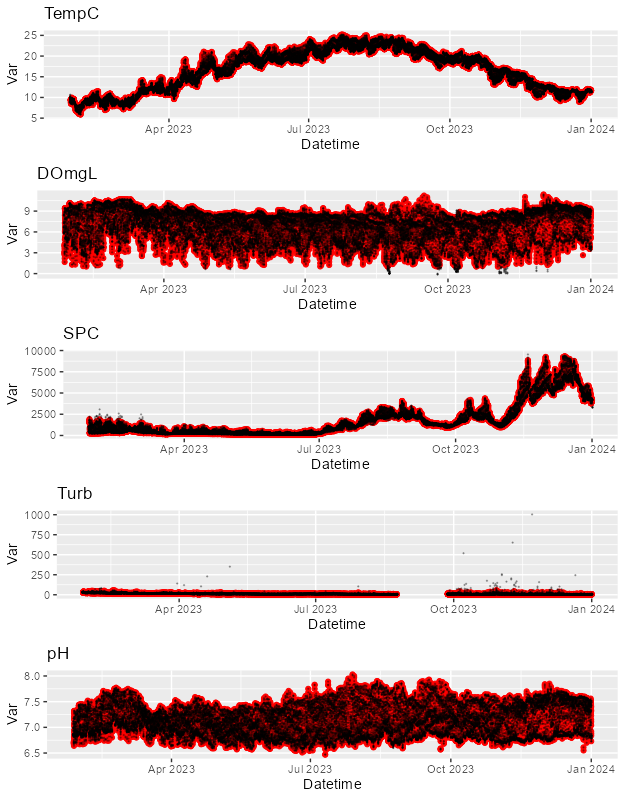 TempC
25
20
15
10
5
Var
Apr 2023 Jul 2023 Oct 2023 Jan 2024
Datetime
DOmgL
9
6
3
0
Var
Apr 2023 Jul 2023 Oct 2023 Jan 2024
Datetime
SPC
10000
7500
5000
2500
0
Var
Apr 2023 Jul 2023 Oct 2023 Jan 2024
Datetime
Turb
1000
750
500
250
0
Var
Apr 2023 Jul 2023 Oct 2023 Jan 2024
Datetime
pH
8.0
7.5
7.0
6.5
Var
Apr 2023 Jul 2023 Oct 2023 Jan 2024
Datetime